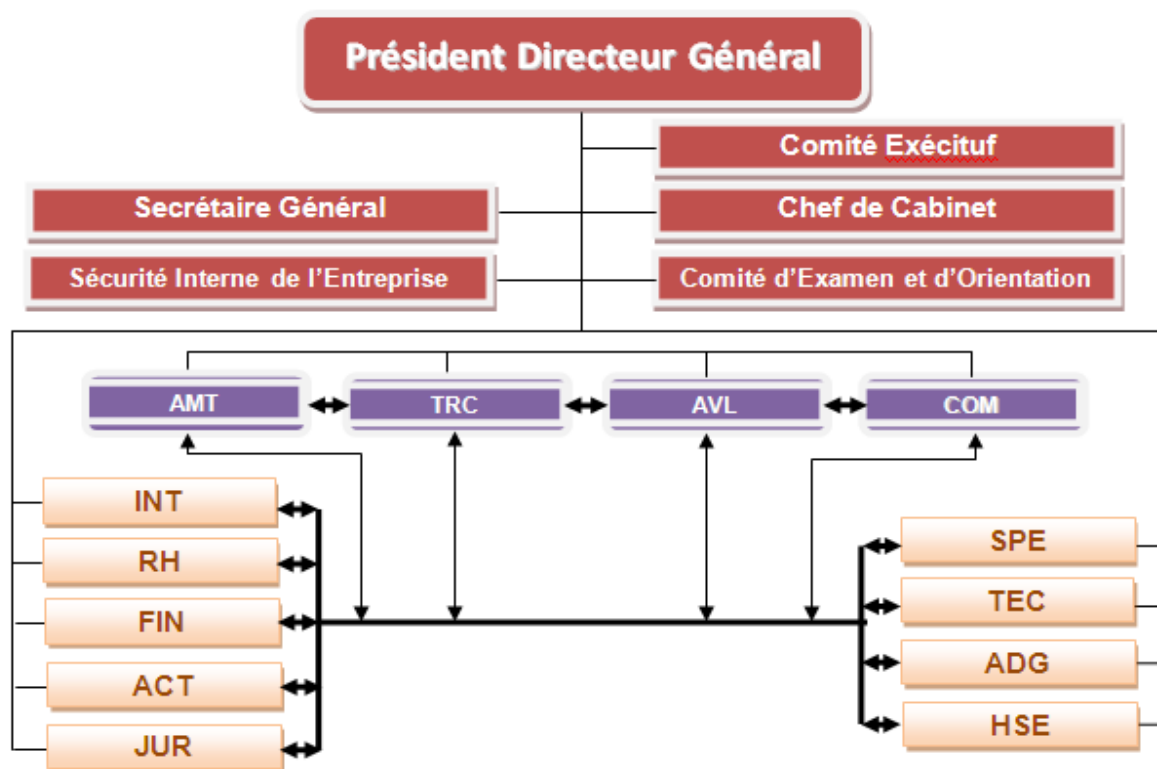 Président Directeur Général
Comité Exécituf
Secrétaire Général
Chef de Cabinet
Sécurité Interne de l'Entreprise
Comité d'Examen et d'Orientation
AMT
TRC
AVL
COM
INT
RH
FIN
ACT
JUR
SPE
TEC
ADG
HSE